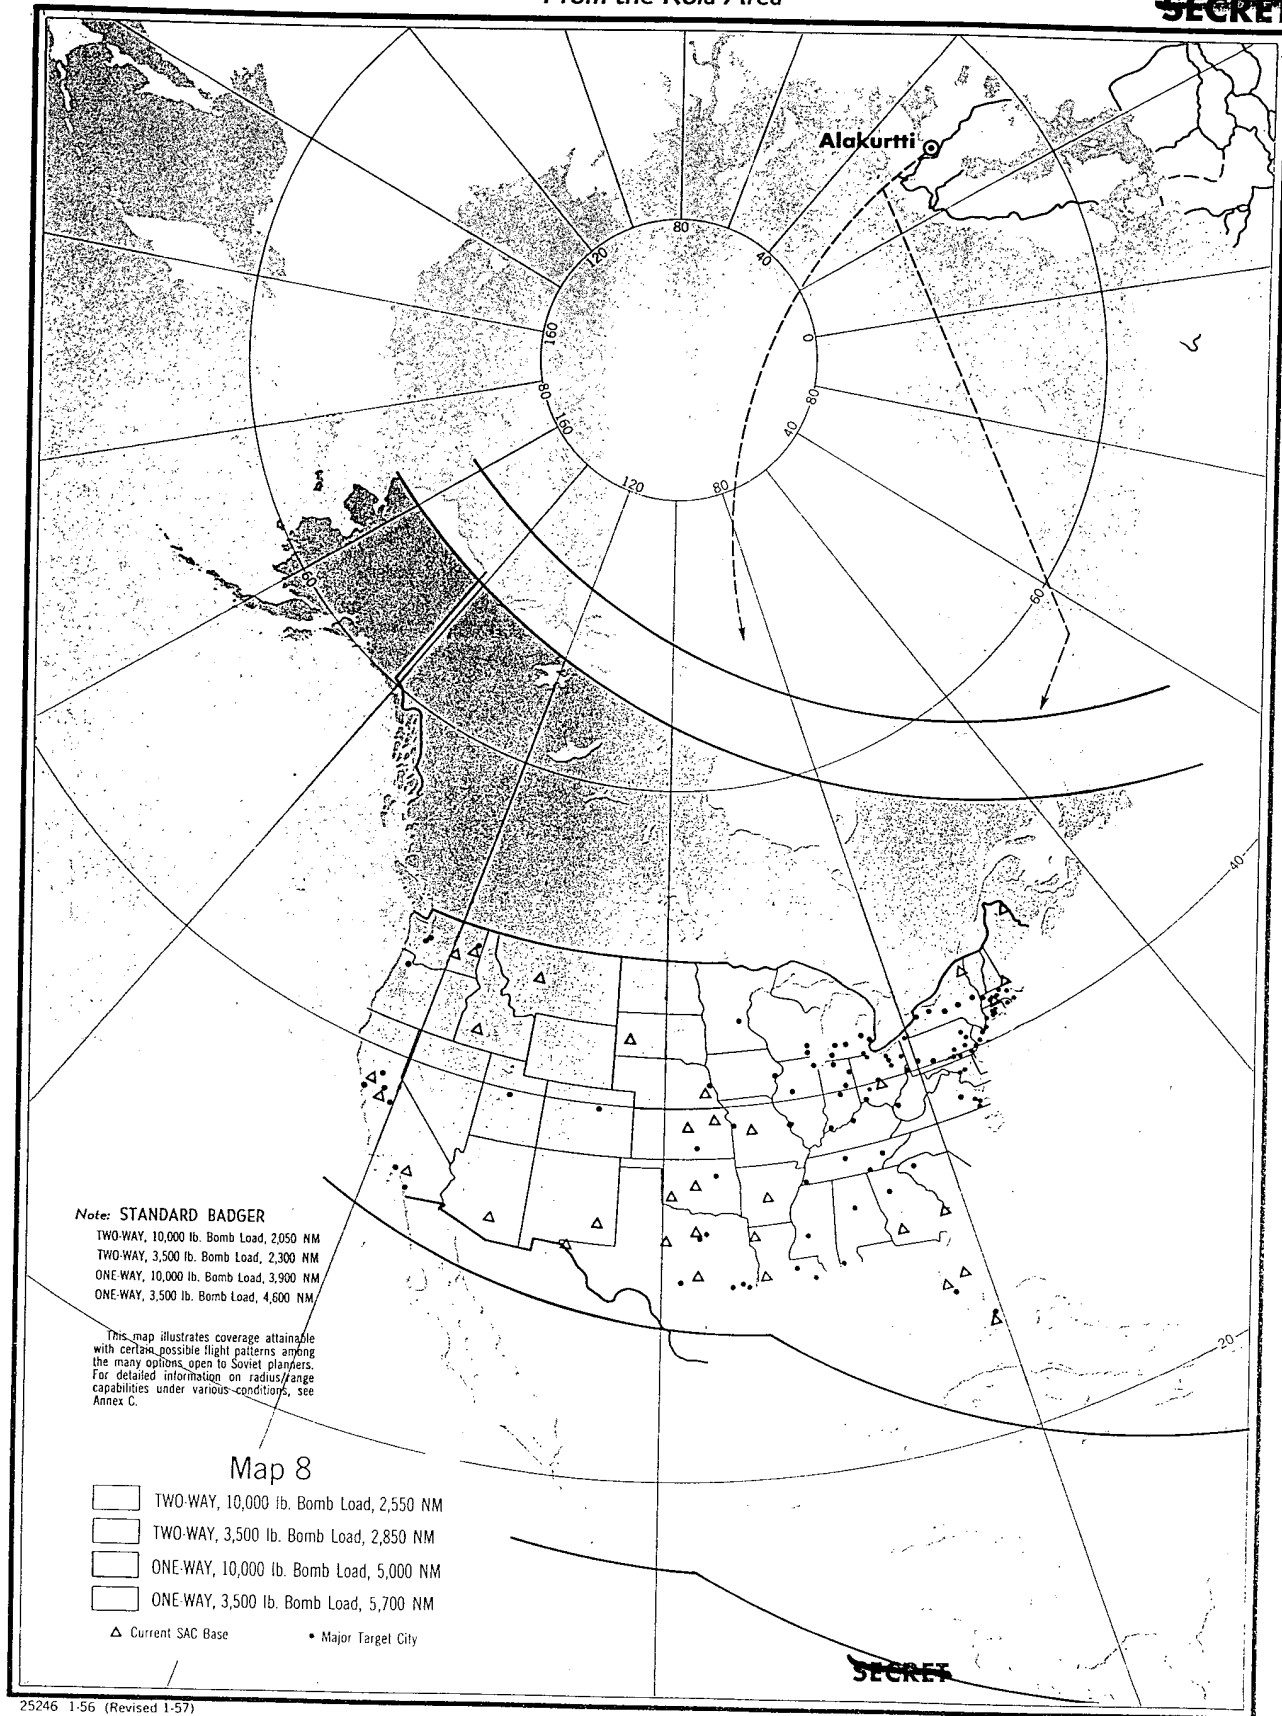 From the Kola Area
SECRET
Alakurtti
80
120
40
160
0
80
80
160
40
120
80
60
60
40
20
Note: STANDARD BADGER
TWO-WAY, 10,000 lb. Bomb Load, 2,050 NM
TWO-WAY, 3,500 lb. Bomb Load, 2,300 NM
ONE-WAY, 10,000 lb. Bomb Load, 3,900 NM
ONE-WAY, 3,500 lb. Bomb Load, 4,600 NM
This map illustrates coverage attainable
with certain possible flight patterns among
the many options open to Soviet planners.
For detailed information on radius/range
capabilities under various conditions, see
Annex C.
Map 8
TWO-WAY, 10,000 lb. Bomb Load, 2,550 NM
TWO-WAY, 3,500 lb. Bomb Load, 2,850 NM
ONE-WAY, 10,000 lb. Bomb Load, 5,000 NM
ONE-WAY, 3,500 lb. Bomb Load, 5,700 NM
Current SAC Base
Major Target City
SECRET
25246 1-56 (Revised 1-57)